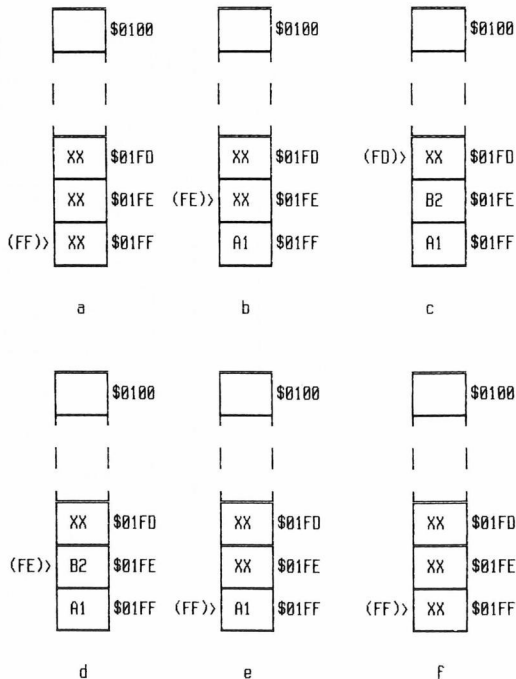 $0100 $0100 $0100
XX $01FD XX $01FD (FD)> XX $01FD
XX $01FE (FE)> XX $01FE B2 $01FE
(FF)> XX $01FF A1 $01FF A1 $01FF
a b c
$0100 $0100 $0100
XX $01FD XX $01FD XX $01FD
(FE)> B2 $01FE XX $01FE XX $01FE
A1 $01FF (FF)> A1 $01FF (FF)> XX $01FF
d e f